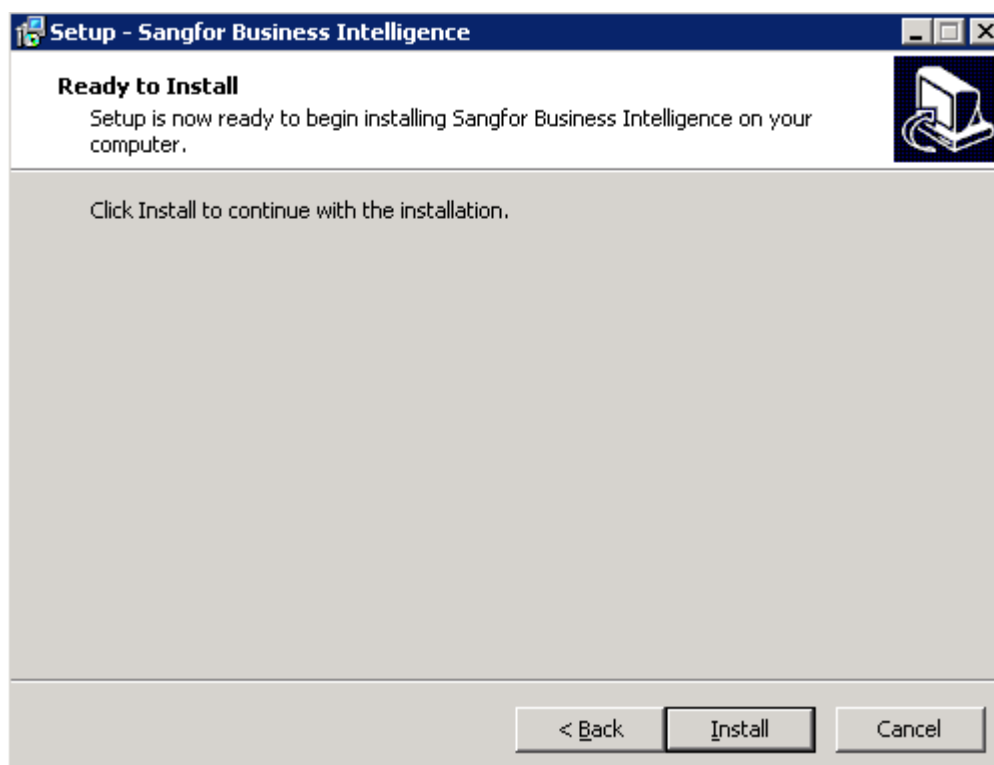 Setup - Sangfor Business Intelligence
Ready to Install
Setup is now ready to begin installing Sangfor Business Intelligence on your
computer.
Click Install to continue with the installation.
< Back Install Cancel